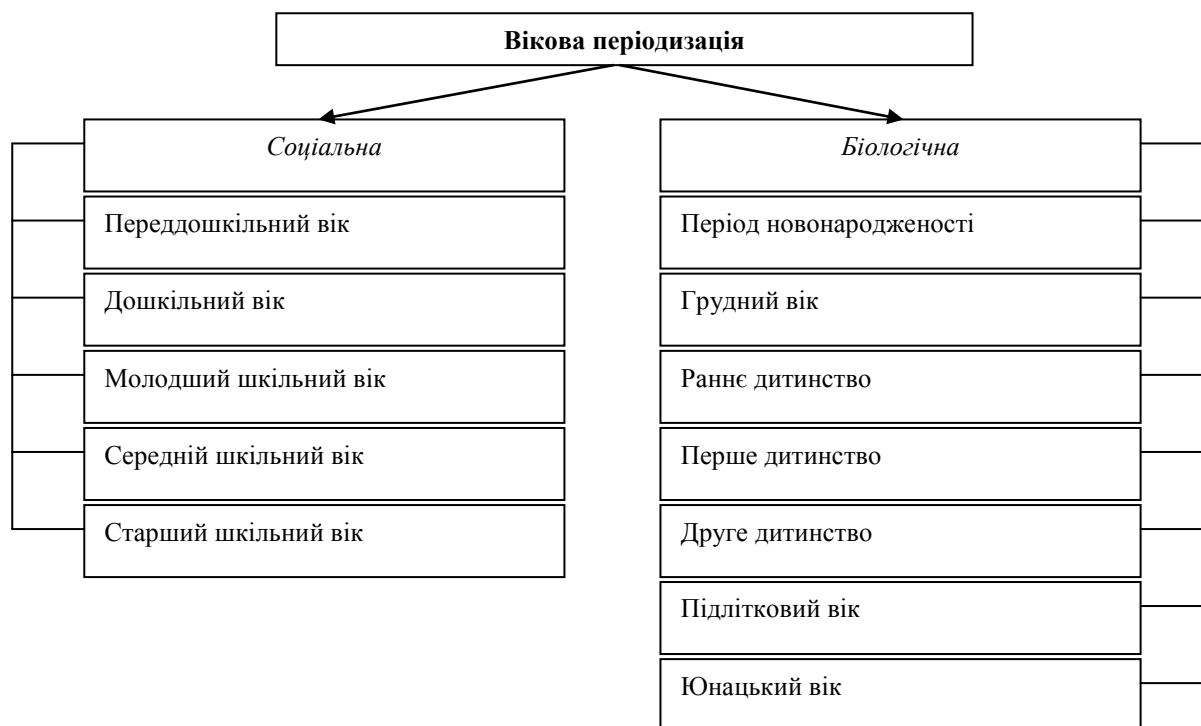 Вікова періодизація
Соціальна
Переддошкільний вік
Дошкільний вік
Молодший шкільний вік
Середній шкільний вік
Старший шкільний вік
Біологічна
Період новонародженості
Грудний вік
Раннє дитинство
Перше дитинство
Друге дитинство
Підлітковий вік
Юнацький вік